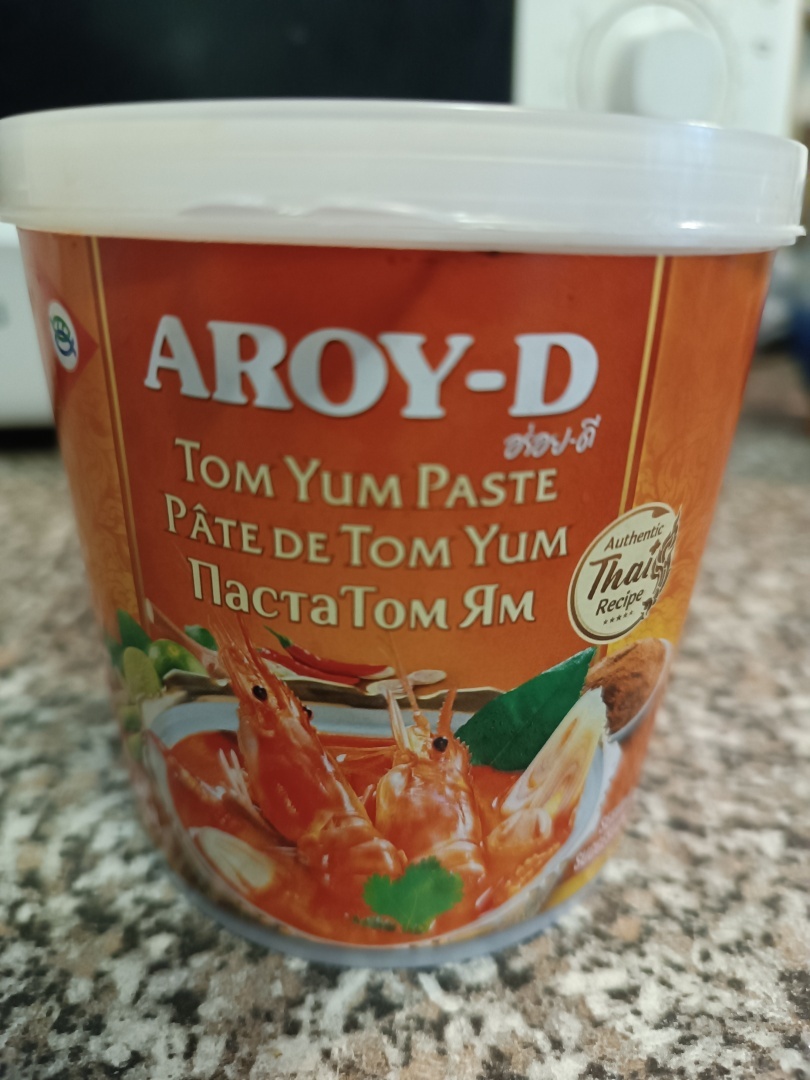 AROY-D
อร่อย-ดี
TOM YUM PASTE
PÂTE DE TOM YUM
Паста Том Ям
Authentic
Thai
Recipe